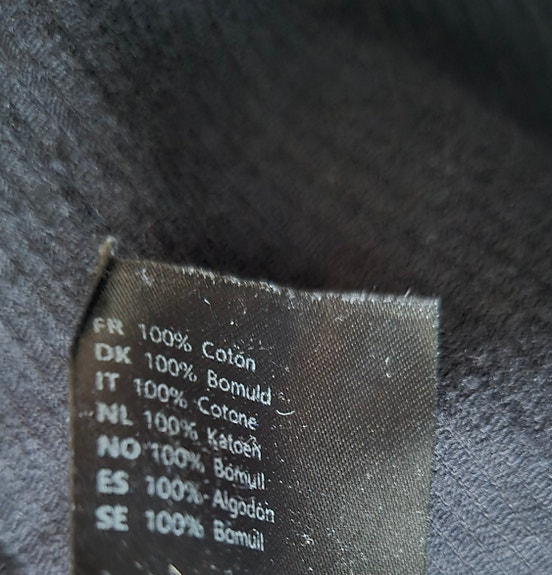 FR 100% Coton
DK 100% Bomuld
IT 100% Cotone
NL 100% Katoen
NO 100% Bomull
ES 100% Algodón
SE 100% Bomull